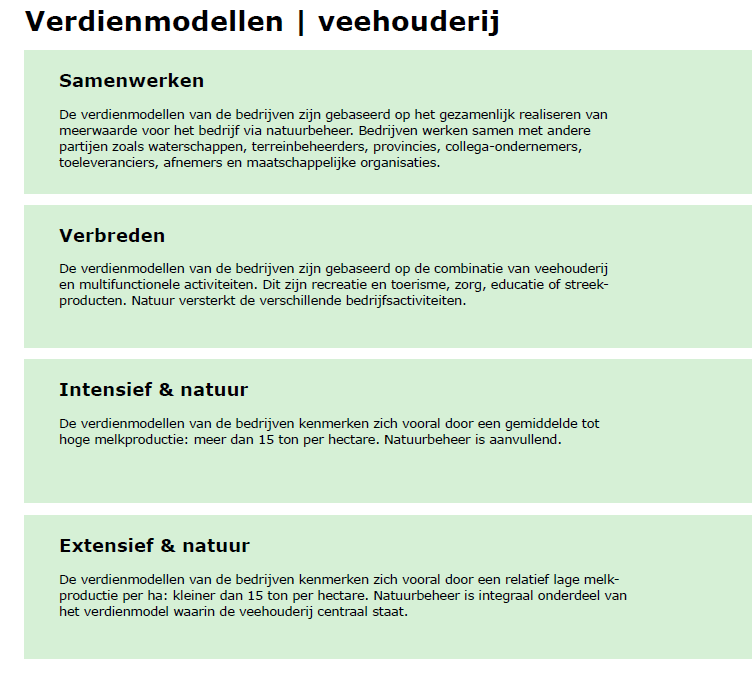 Verdienmodellen | veehouderij
Samenwerken
De verdienmodellen van de bedrijven zijn gebaseerd op het gezamenlijk realiseren van
meerwaarde voor het bedrijf via natuurbeheer. Bedrijven werken samen met andere
partijen zoals waterschappen, terreinbeheerders, provincies, collega-ondernemers,
toeleveranciers, afnemers en maatschappelijke organisaties.
Verbreden
De verdienmodellen van de bedrijven zijn gebaseerd op de combinatie van veehouderij
en multifunctionele activiteiten. Dit zijn recreatie en toerisme, zorg, educatie of streek-
producten. Natuur versterkt de verschillende bedrijfsactiviteiten.
Intensief & natuur
De verdienmodellen van de bedrijven kenmerken zich vooral door een gemiddelde tot
hoge melkproductie: meer dan 15 ton per hectare. Natuurbeheer is aanvullend.
Extensief & natuur
De verdienmodellen van de bedrijven kenmerken zich vooral door een relatief lage melk-
productie per ha: kleiner dan 15 ton per hectare. Natuurbeheer is integraal onderdeel van
het verdienmodel waarin de veehouderij centraal staat.